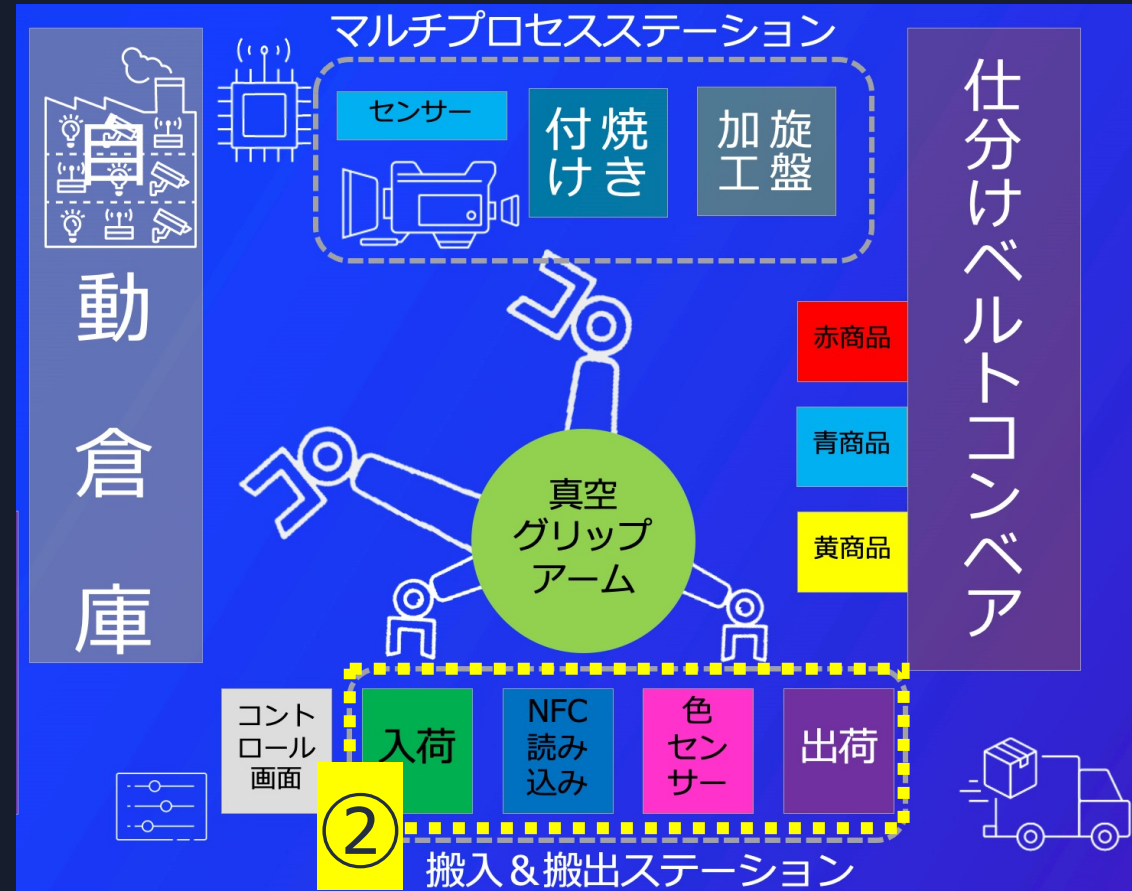 マルチプロセスステーション
自動倉庫
センサー
焼き付け
旋盤加工
仕分けベルトコンベア
赤商品
青商品
黄商品
真空
グリップ
アーム
コント
ロール
画面
入荷
NFC
読み
込み
色
セン
サー
出荷
②
搬入&搬出ステーション